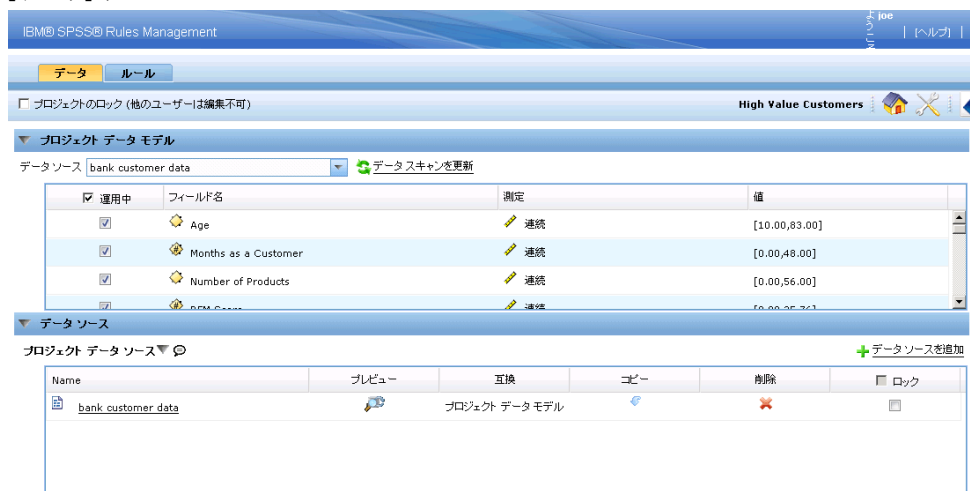 ようこそ joe
IBM® SPSS® Rules Management | [ヘルプ] |
データ ルール
プロジェクトのロック (他のユーザーは編集不可) High Value Customers
プロジェクト データ モデル
データ ソース bank customer data データ スキャンを更新
運用中 フィールド名 測定 値
Age 連続 [10.00,83.00]
Months as a Customer 連続 [0.00,48.00]
Number of Products 連続 [0.00,56.00]
連続
データ ソース
プロジェクト データ ソース データ ソースを追加
Name プレビュー 互換 コピー 削除 ロック
bank customer data プロジェクト データ モデル